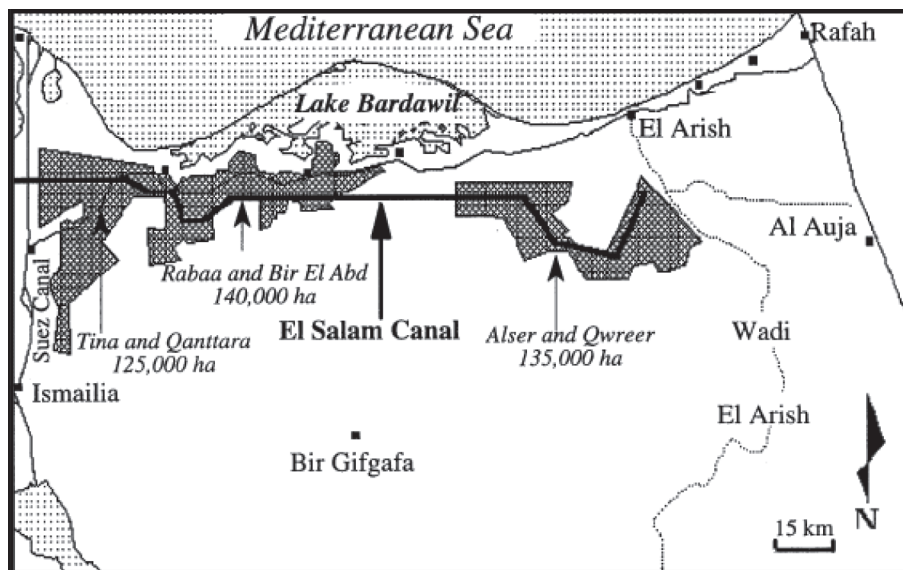 Mediterranean Sea
Rafah
Lake Bardawil
El Arish
Al Auja
Rabaa and Bir El Abd
140,000 ha
El Salam Canal
Alser and Qwreer
135,000 ha
Suez Canal
Tina and Qanttara
125,000 ha
Wadi
El Arish
Ismailia
Bir Gifgafa
N
15 km